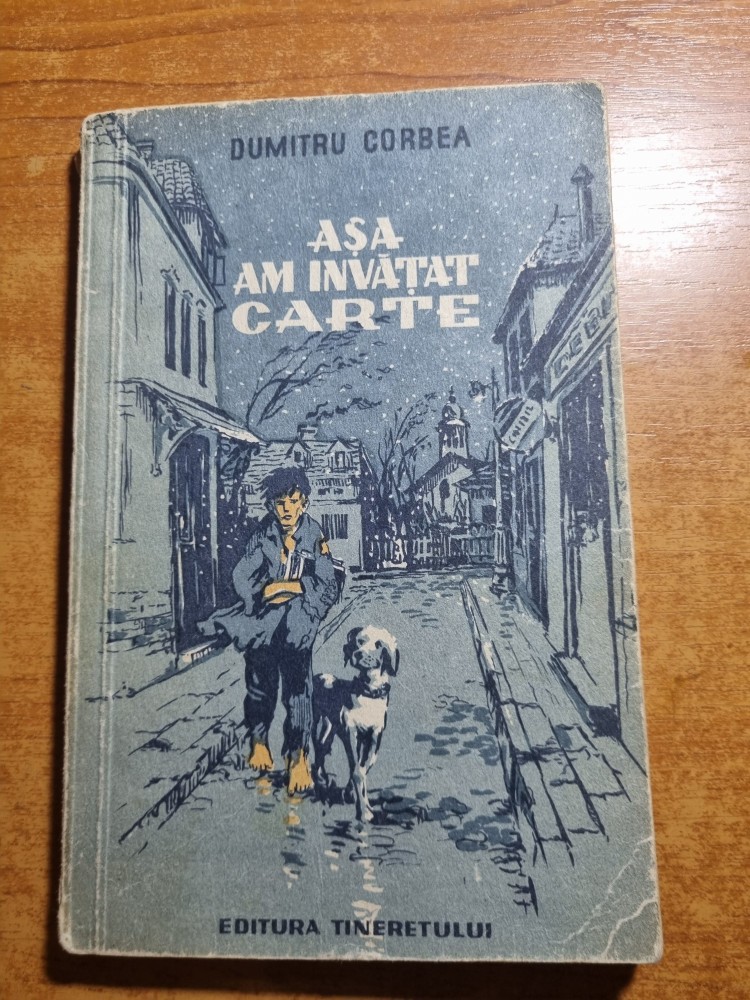 DUMITRU CORBEA
AȘA
AM INVĂȚAT
CARTE
EDITURA TINERETULUI